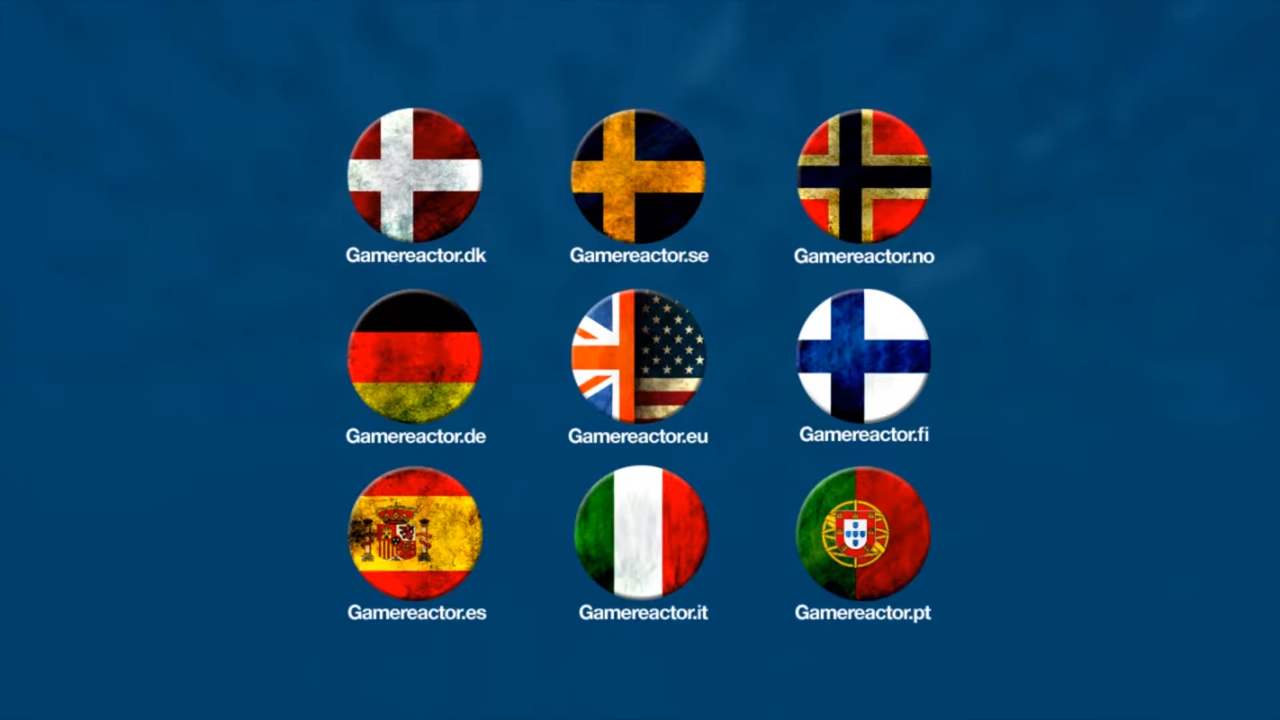 Gamereactor.dk
Gamereactor.se
Gamereactor.no
Gamereactor.de
Gamereactor.eu
Gamereactor.fi
Gamereactor.es
Gamereactor.it
Gamereactor.pt